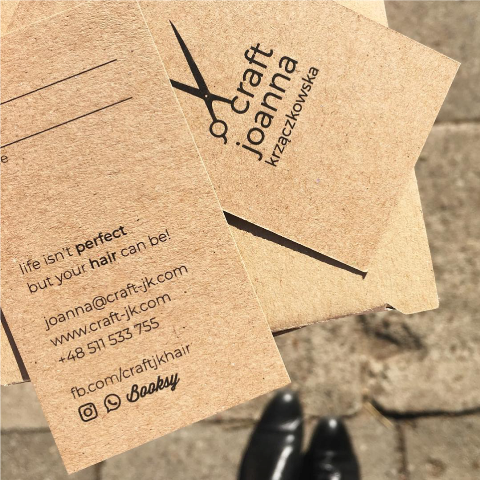 craft
joanna
krzączkowska
e
life isn't perfect
but your hair can be!
joanna@craft-jk.com
www.craft-jk.com
+48 511 533 755
fb.com/craftjkhair
Booksy